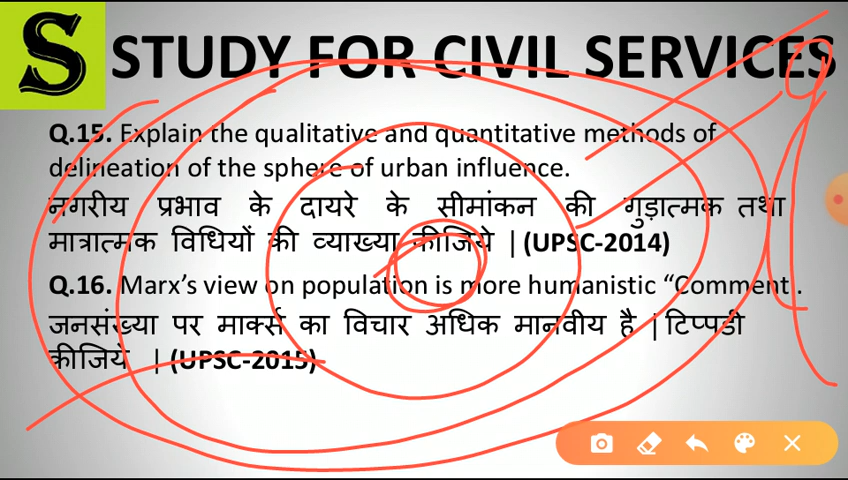 S STUDY FOR CIVIL SERVICES
Q.15. Explain the qualitative and quantitative methods of
delineation of the sphere of urban influence.
नगरीय प्रभाव के दायरे के सीमांकन की गुड़ात्मक तथा
मात्रात्मक विधियों की व्याख्या कीजिये | (UPSC-2014)
Q.16. Marx's view on population is more humanistic “Comment .
जनसंख्या पर मार्क्स का विचार अधिक मानवीय है | टिप्पडी
कीजिये | (UPSC-2015)